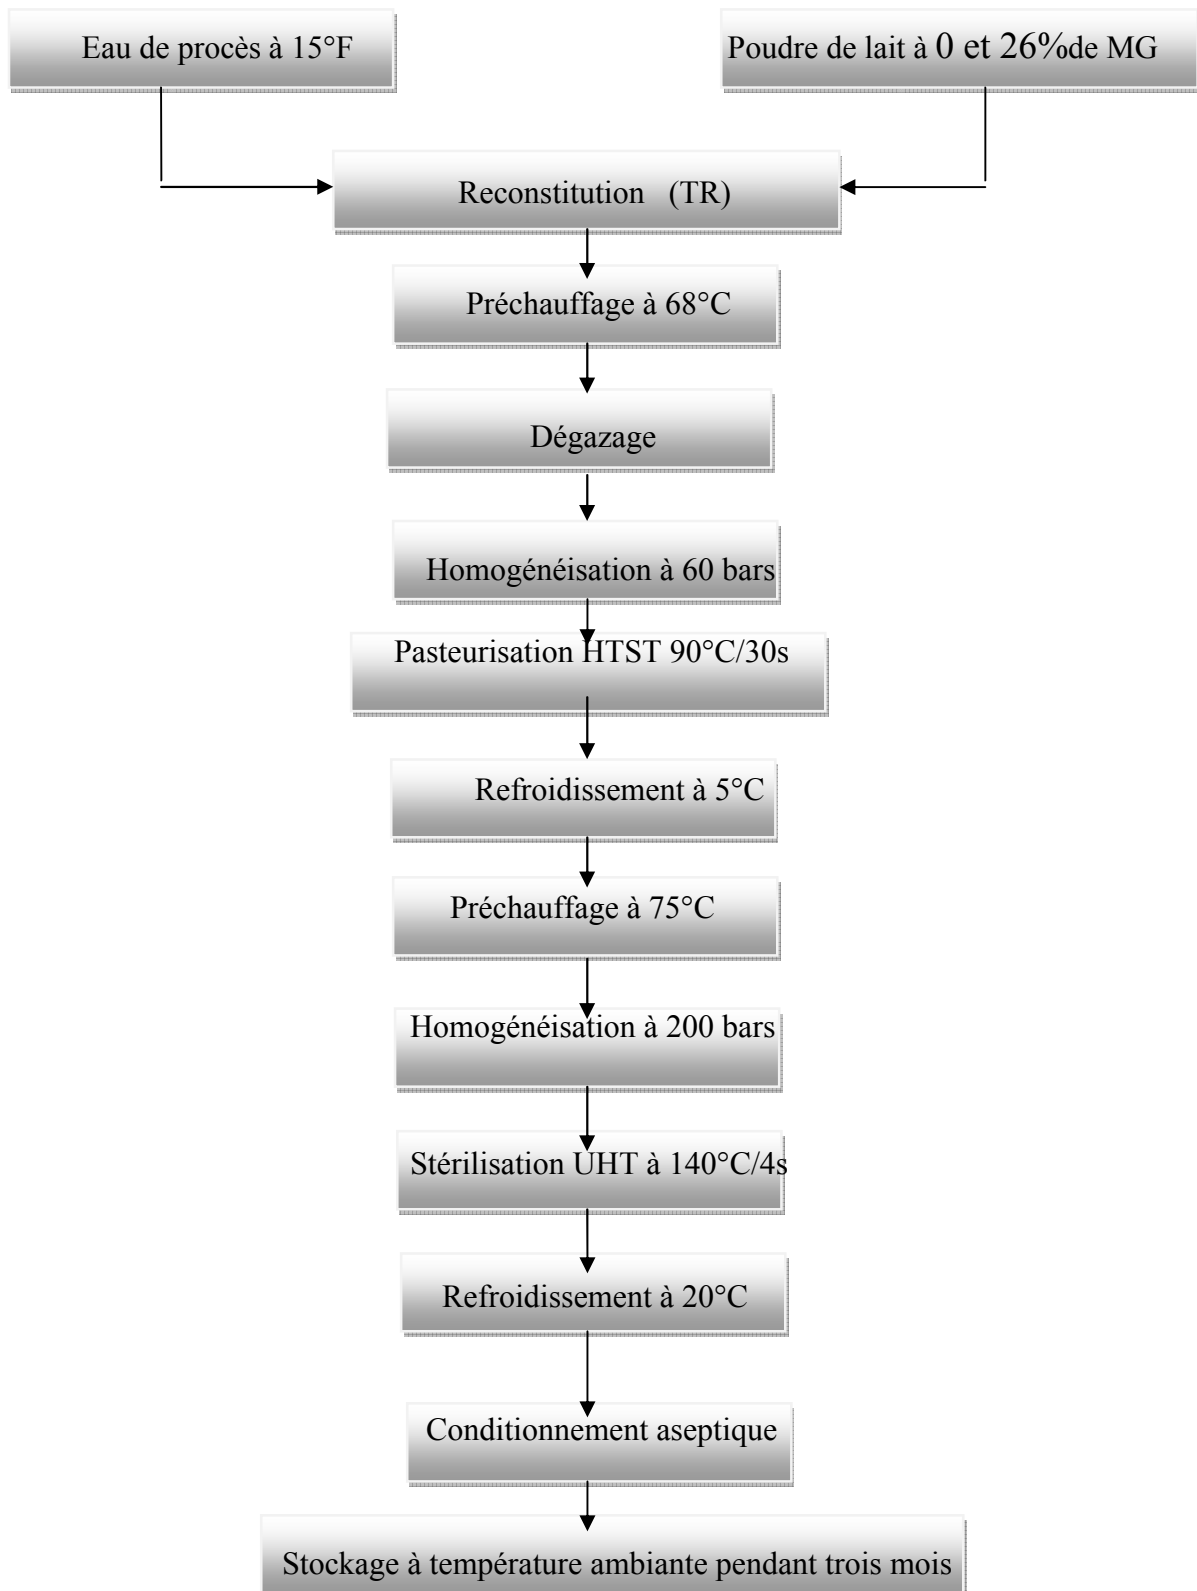 Eau de procès à 15°F
Poudre de lait à 0 et 26%de MG
Reconstitution (TR)
Préchauffage à 68°C
Dégazage
Homogénéisation à 60 bars
Pasteurisation HTST 90°C/30s
Refroidissement à 5°C
Préchauffage à 75°C
Homogénéisation à 200 bars
Stérilisation UHT à 140°C/4s
Refroidissement à 20°C
Conditionnement aseptique
Stockage à température ambiante pendant trois mois